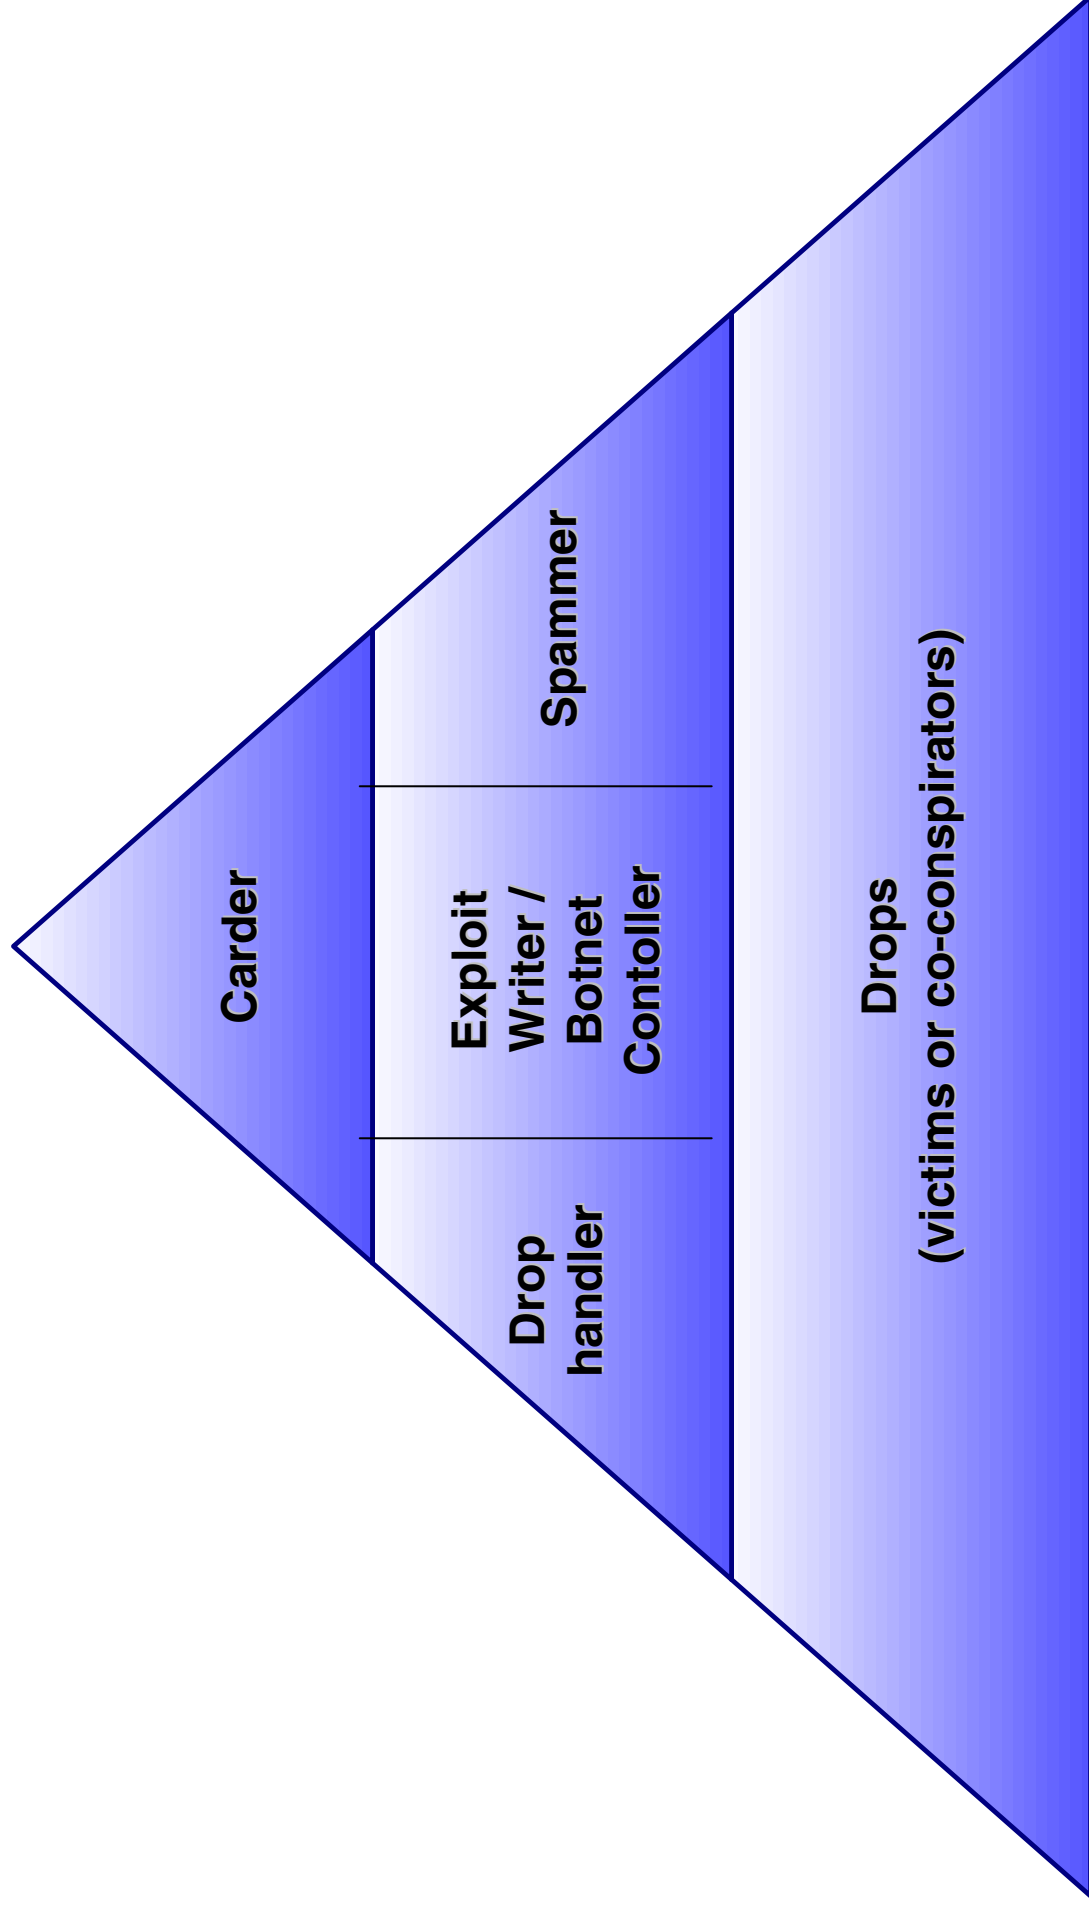 Carder
Drop
handler
Exploit
Writer /
Botnet
Contoller
Spammer
Drops
(victims or co-conspirators)